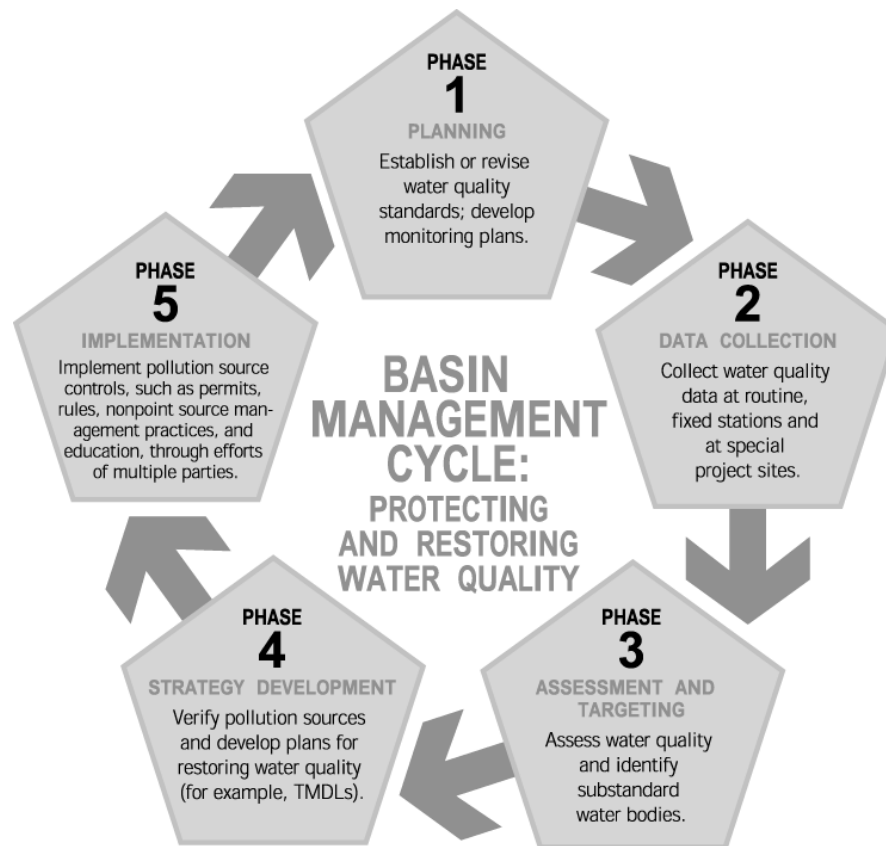 PHASE
1
PLANNING
Establish or revise
water quality
standards; develop
monitoring plans.
PHASE
2
DATA COLLECTION
Collect water quality
data at routine,
fixed stations and
at special
project sites.
PHASE
3
ASSESSMENT AND
TARGETING
Assess water quality
and identify
substandard
water bodies.
PHASE
4
STRATEGY DEVELOPMENT
Verify pollution sources
and develop plans for
restoring water quality
(for example, TMDLs).
PHASE
5
IMPLEMENTATION
Implement pollution source
controls, such as permits,
rules, nonpoint source man-
agement practices, and
education, through efforts
of multiple parties.
BASIN
MANAGEMENT
CYCLE:
PROTECTING
AND RESTORING
WATER QUALITY